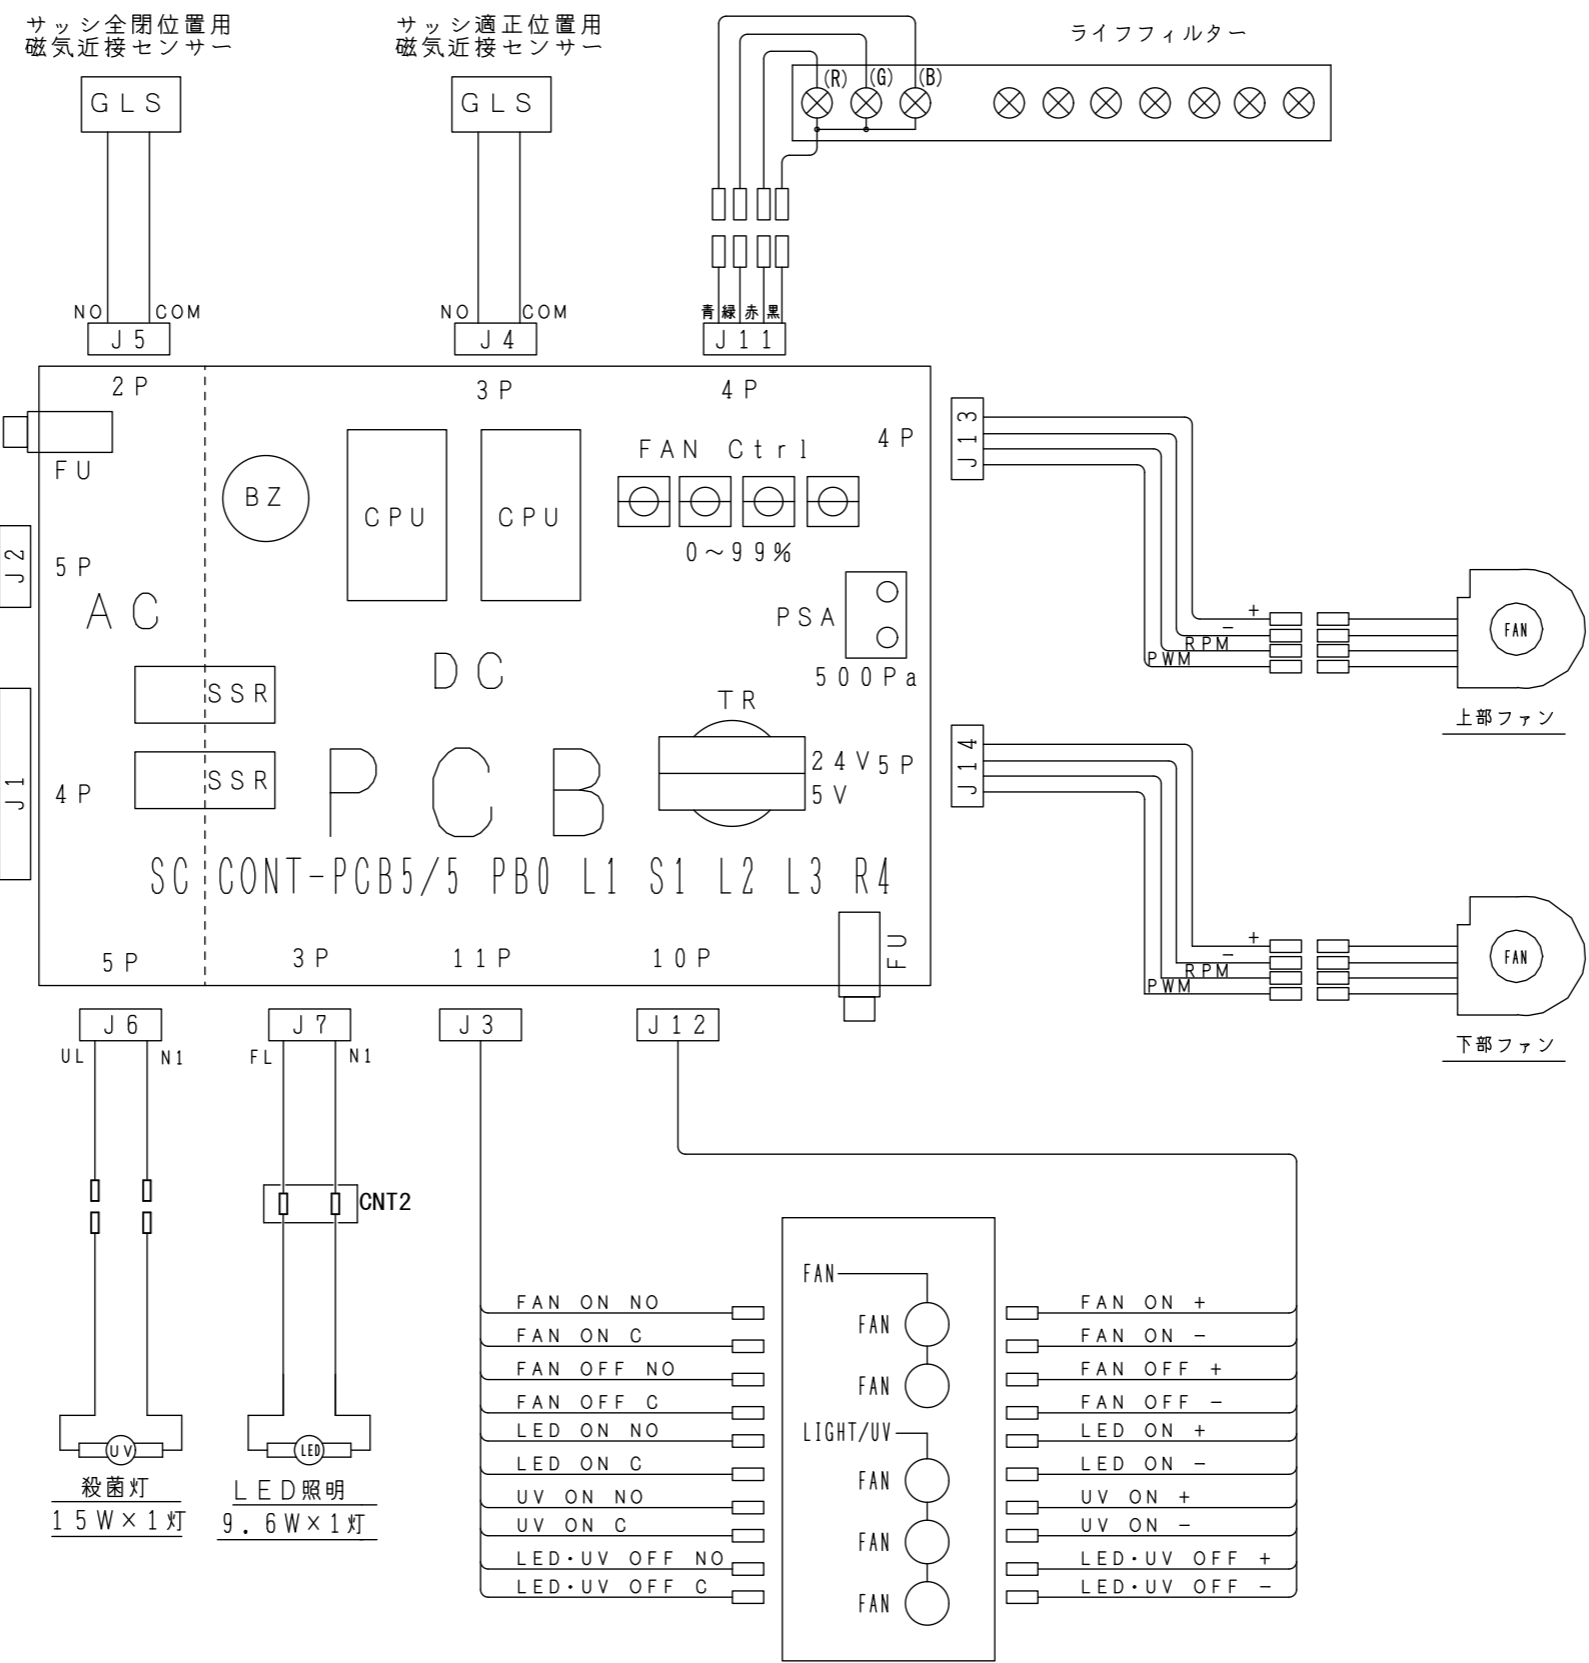 サッシ全閉位置用
磁気近接センサー
サッシ適正位置用
磁気近接センサー
ライフフィルター
GLS
GLS
(R)
(G)
(B)
NO
COM
NO
COM
青
緑
赤
黒
J5
J4
J11
2P
3P
4P
4P
J13
FU
BZ
CPU
CPU
FAN Ctrl
0~99%
J2
5P
AC
DC
PSA
500Pa
+
-
RPM
PWM
FAN
上部ファン
SSR
SSR
TR
24V
5V
5P
J14
J1
4P
PCB
SC CONT-PCB5/5 PB0 L1 S1 L2 L3 R4
FU
5P
3P
11P
10P
+
-
RPM
PWM
FAN
下部ファン
J6
J7
J3
J12
UL
N1
FL
N1
CNT2
FAN
FAN
FAN
LIGHT/UV
FAN
FAN
FAN
FAN ON NO
FAN ON C
FAN OFF NO
FAN OFF C
LED ON NO
LED ON C
UV ON NO
UV ON C
LED・UV OFF NO
LED・UV OFF C
FAN ON +
FAN ON -
FAN OFF +
FAN OFF -
LED ON +
LED ON -
UV ON +
UV ON -
LED・UV OFF +
LED・UV OFF -
UV
LED
殺菌灯
15W×1灯
LED照明
9.6W×1灯